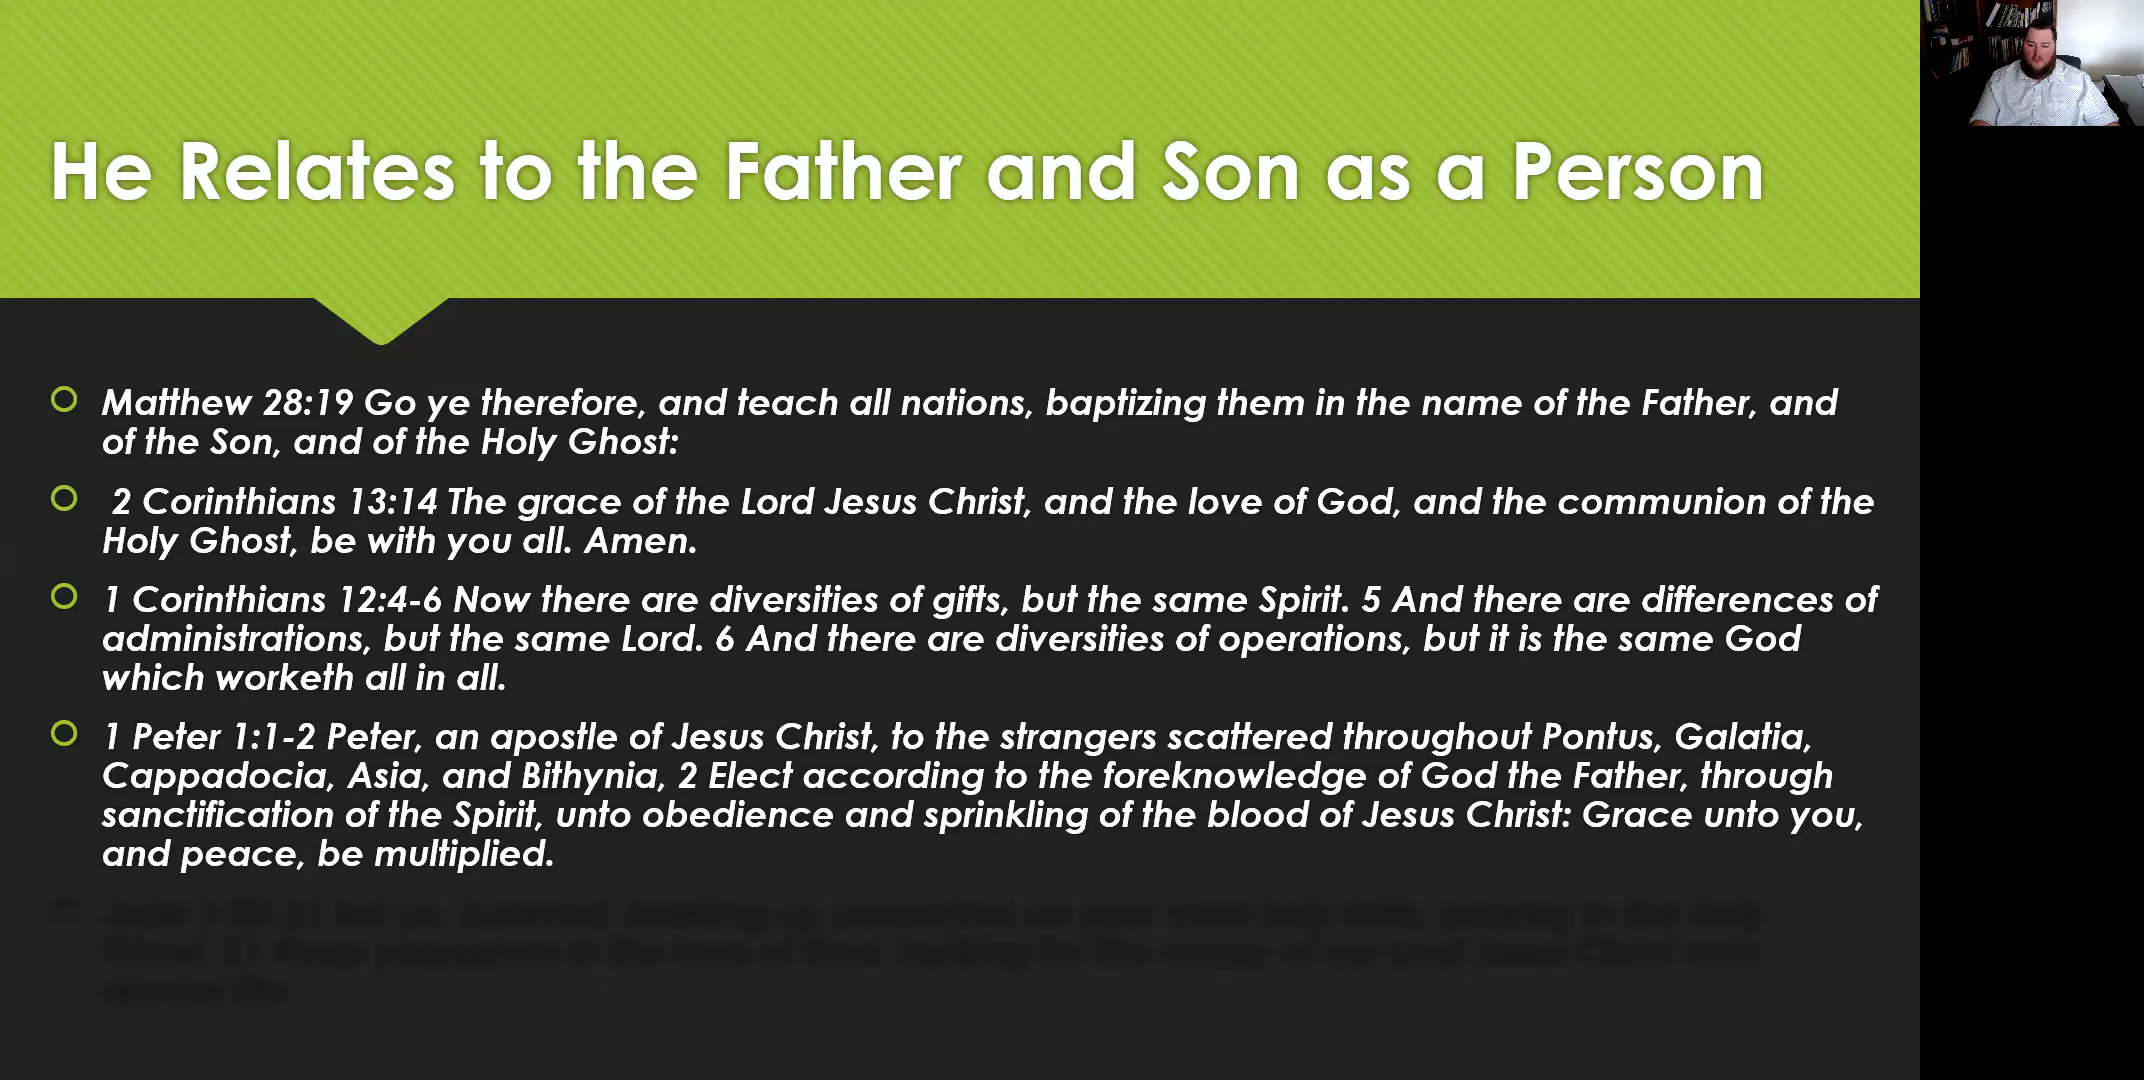 He Relates to the Father and Son as a Person
Matthew 28:19 Go ye therefore, and teach all nations, baptizing them in the name of the Father, and
of the Son, and of the Holy Ghost:
2 Corinthians 13:14 The grace of the Lord Jesus Christ, and the love of God, and the communion of the
Holy Ghost, be with you all. Amen.
1 Corinthians 12:4-6 Now there are diversities of gifts, but the same Spirit. 5 And there are differences of
administrations, but the same Lord. 6 And there are diversities of operations, but it is the same God
which worketh all in all.
1 Peter 1:1-2 Peter, an apostle of Jesus Christ, to the strangers scattered throughout Pontus, Galatia,
Cappadocia, Asia, and Bithynia, 2 Elect according to the foreknowledge of God the Father, through
sanctification of the Spirit, unto obedience and sprinkling of the blood of Jesus Christ: Grace unto you,
and peace, be multiplied.